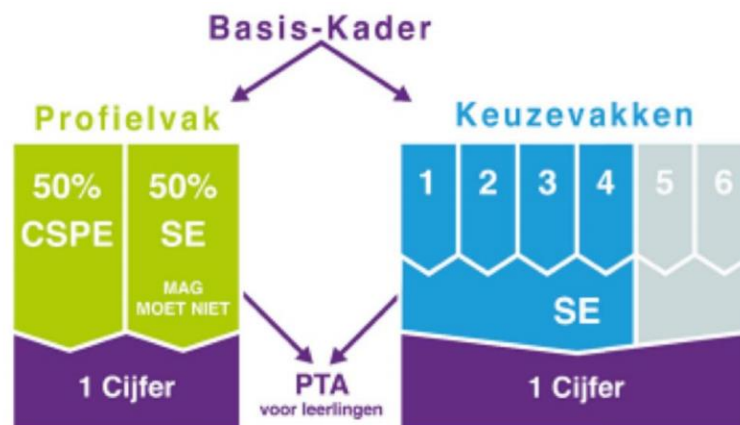 Basis-Kader
Profielvak
50%
CSPE
50%
SE
MAG
MOET NIET
1 Cijfer
PTA
voor leerlingen
Keuzevakken
1 2 3 4 5 6
SE
1 Cijfer